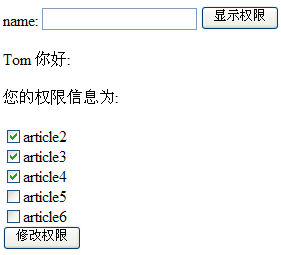 name: 显示权限
Tom 你好:
您的权限信息为:
article2
article3
article4
article5
article6
修改权限